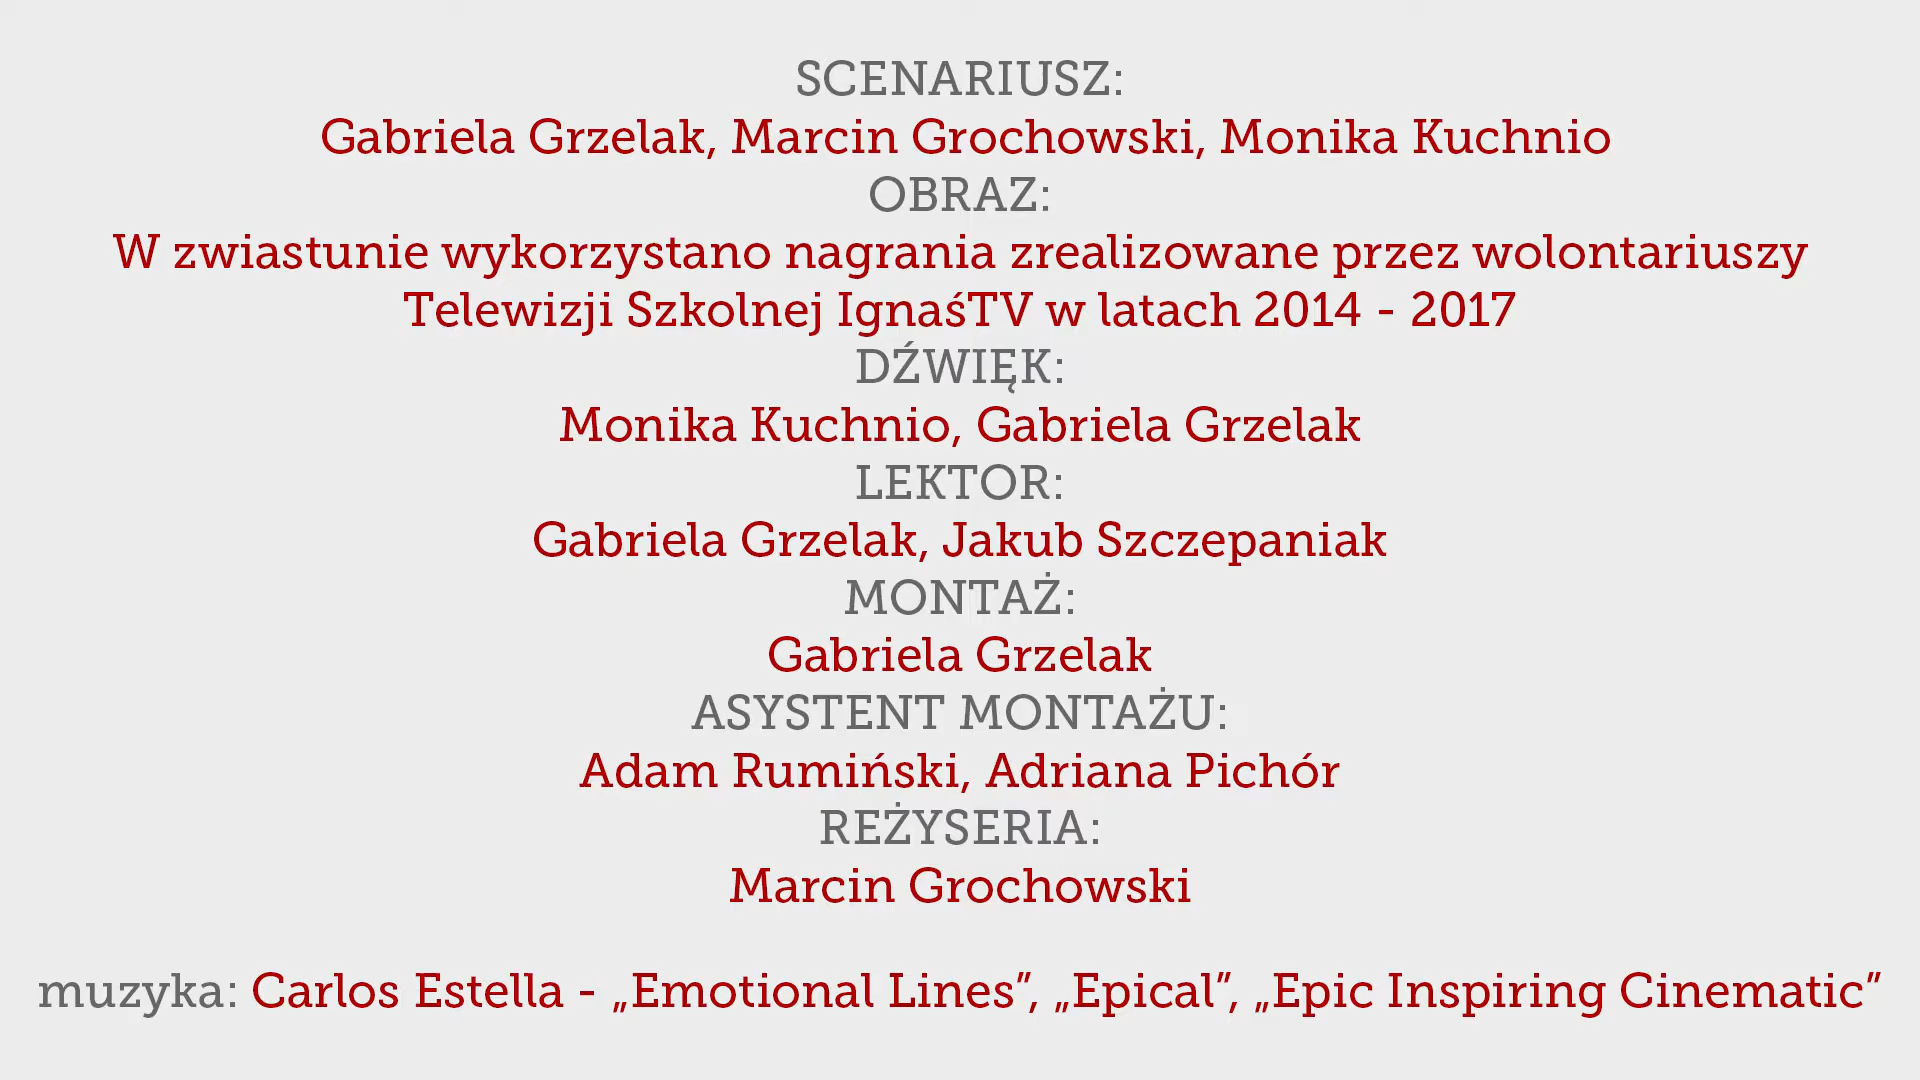 SCENARIUSZ:
Gabriela Grzelak, Marcin Grochowski, Monika Kuchnio
OBRAZ:
W zwiastunie wykorzystano nagrania zrealizowane przez wolontariuszy
Telewizji Szkolnej IgnaśTV w latach 2014 - 2017
DŹWIĘK:
Monika Kuchnio, Gabriela Grzelak
LEKTOR:
Gabriela Grzelak, Jakub Szczepaniak
MONTAŻ:
Gabriela Grzelak
ASYSTENT MONTAŻU:
Adam Rumiński, Adriana Pichór
REŻYSERIA:
Marcin Grochowski
muzyka: Carlos Estella - „Emotional Lines”, „Epical”, „Epic Inspiring Cinematic”